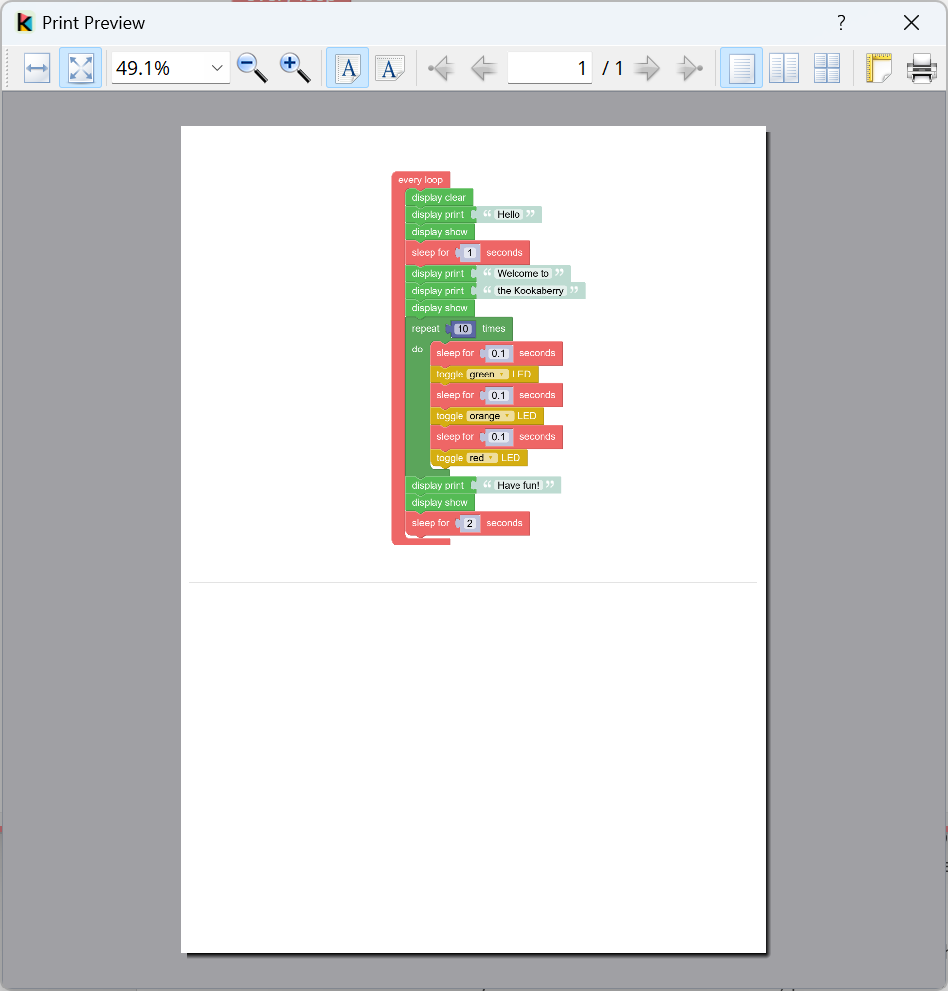 Print Preview
?
49.1%
A
A
1 / 1
every loop
display clear
display print “ Hello ”
display show
sleep for 1 seconds
display print “ Welcome to ”
display print “ the Kookaberry ”
display show
repeat 10 times
do
sleep for 0.1 seconds
toggle green LED
sleep for 0.1 seconds
toggle orange LED
sleep for 0.1 seconds
toggle red LED
display print “ Have fun! ”
display show
sleep for 2 seconds